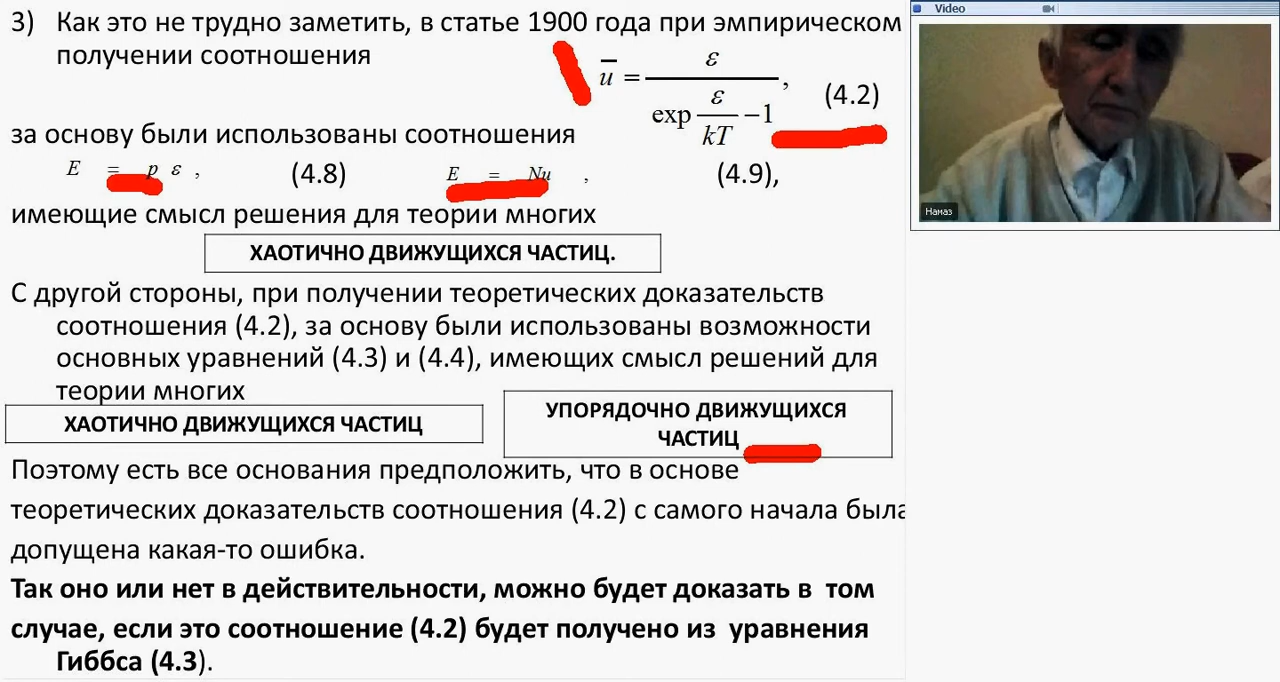 3) Как это не трудно заметить, в статье 1900 года при эмпирическом
получении соотношения
u̅ = ε / (exp ε/kT − 1), (4.2)
за основу были использованы соотношения
E = p ε , (4.8) E = Nu , (4.9),
имеющие смысл решения для теории многих
ХАОТИЧНО ДВИЖУЩИХСЯ ЧАСТИЦ.
С другой стороны, при получении теоретических доказательств
соотношения (4.2), за основу были использованы возможности
основных уравнений (4.3) и (4.4), имеющих смысл решений для
теории многих
ХАОТИЧНО ДВИЖУЩИХСЯ ЧАСТИЦ
УПОРЯДОЧНО ДВИЖУЩИХСЯ
ЧАСТИЦ
Поэтому есть все основания предположить, что в основе
теоретических доказательств соотношения (4.2) с самого начала была
допущена какая-то ошибка.
Так оно или нет в действительности, можно будет доказать в том
случае, если это соотношение (4.2) будет получено из уравнения
Гиббса (4.3).
Video
Намаз